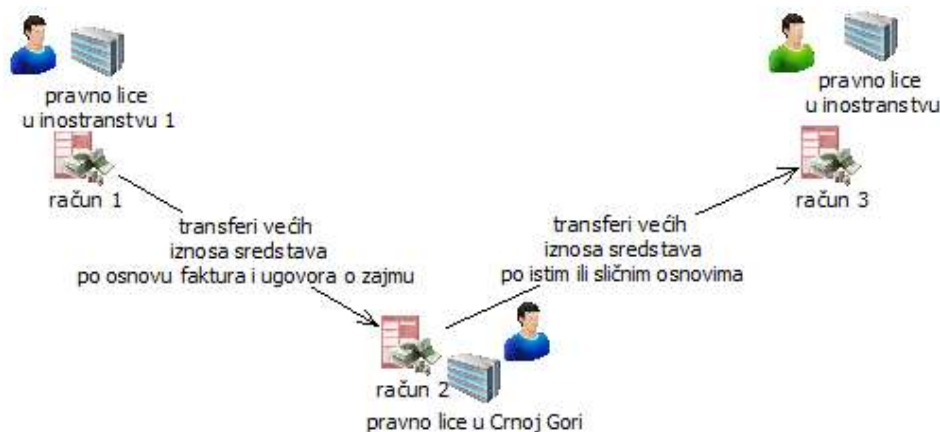 pravno lice
u inostranstvu 1
račun 1
pravno lice
u inostranstvu
račun 3
transferi većih
iznosa sredstava
po osnovu faktura i ugovora o zajmu
transferi većih
iznosa sredstava
po istim ili sličnim osnovima
račun 2
pravno lice u Crnoj Gori